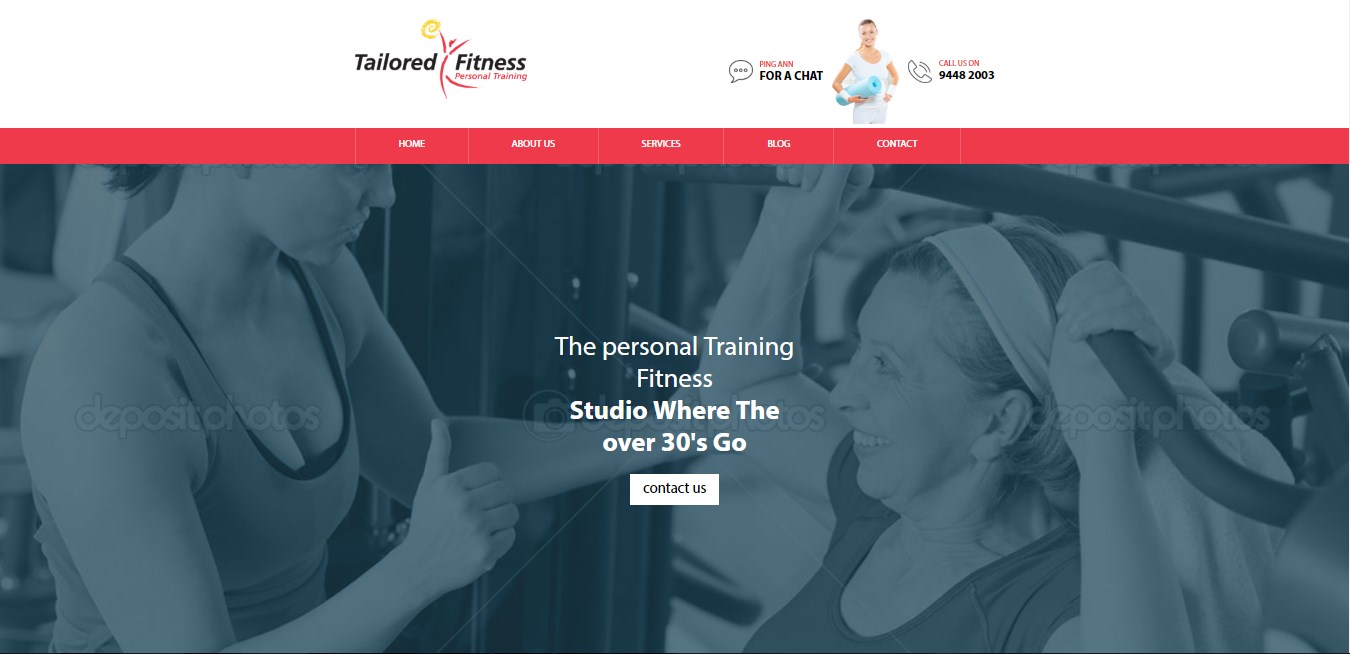 Tailored Fitness
Personal Training
PING ANN
FOR A CHAT
CALL US ON
9448 2003
HOME
ABOUT US
SERVICES
BLOG
CONTACT
The personal Training
Fitness
Studio Where The
over 30's Go
contact us
depositphotos
depositphotos
depositphotos